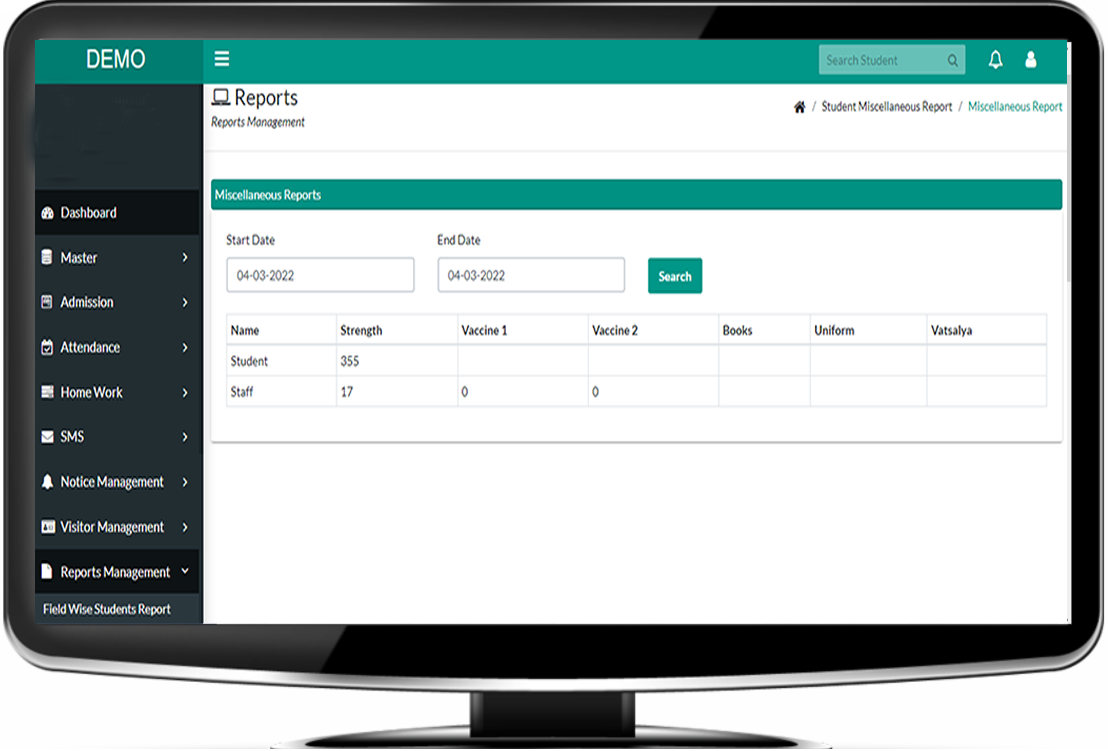 DEMO
Search Student
Reports
Reports Management
/ Student Miscellaneous Report / Miscellaneous Report
Miscellaneous Reports
Dashboard
Master
Admission
Attendance
Home Work
SMS
Notice Management
Visitor Management
Reports Management
Field Wise Students Report
Start Date End Date
04-03-2022 04-03-2022 Search
Name Strength Vaccine 1 Vaccine 2 Books Uniform Vatsalya
Student 355
Staff 17 0 0